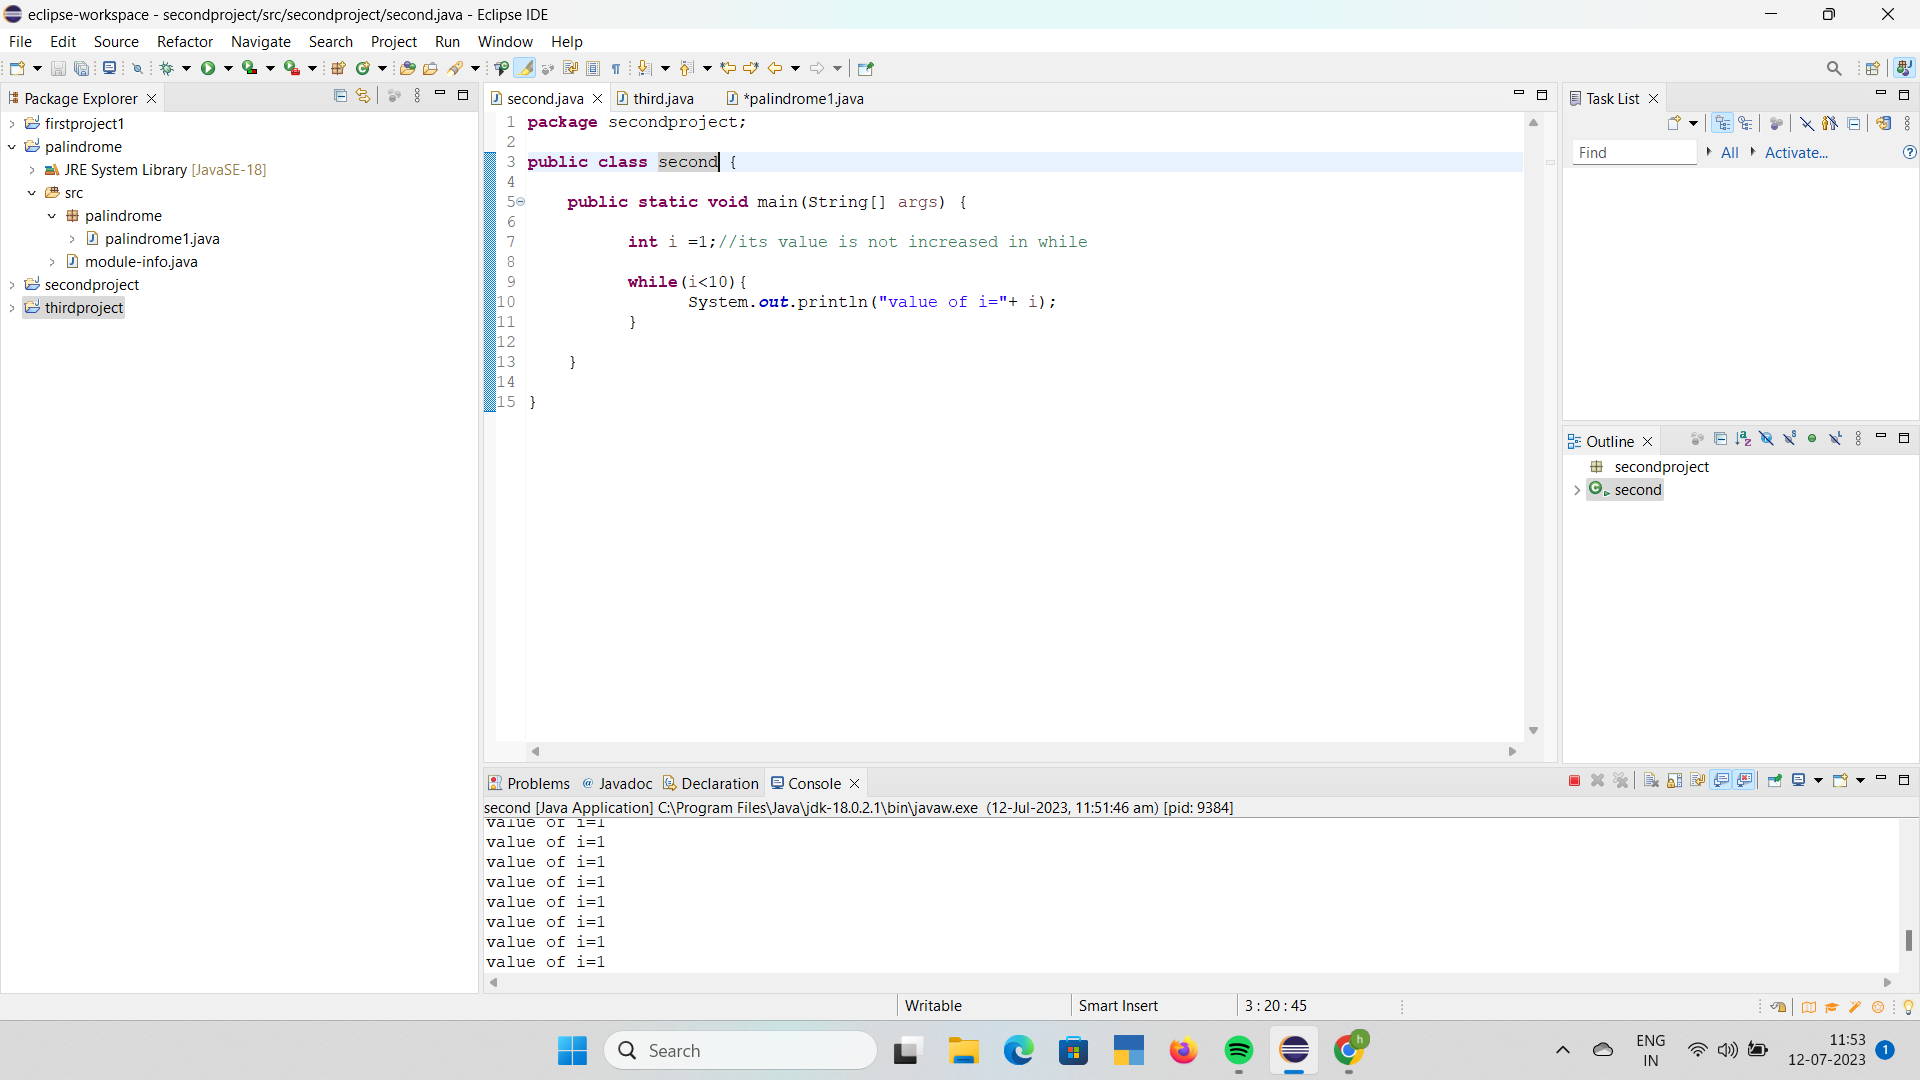 eclipse-workspace - secondproject/src/secondproject/second.java - Eclipse IDE
File Edit Source Refactor Navigate Search Project Run Window Help
Package Explorer
firstproject1
palindrome
JRE System Library [JavaSE-18]
src
palindrome
palindrome1.java
module-info.java
secondproject
thirdproject
second.java third.java *palindrome1.java
1 package secondproject;
2
3 public class second {
4
5 public static void main(String[] args) {
6
7 int i =1;//its value is not increased in while
8
9 while(i<10){
10 System.out.println("value of i="+ i);
11 }
12
13 }
14
15 }
Task List
Find All Activate...
Outline
secondproject
second
Problems Javadoc Declaration Console
second [Java Application] C:\Program Files\Java\jdk-18.0.2.1\bin\javaw.exe (12-Jul-2023, 11:51:46 am) [pid: 9384]
value of i=1
value of i=1
value of i=1
value of i=1
value of i=1
value of i=1
value of i=1
value of i=1
Writable Smart Insert 3 : 20 : 45
Search
h
ENG
IN
11:53
12-07-2023
1